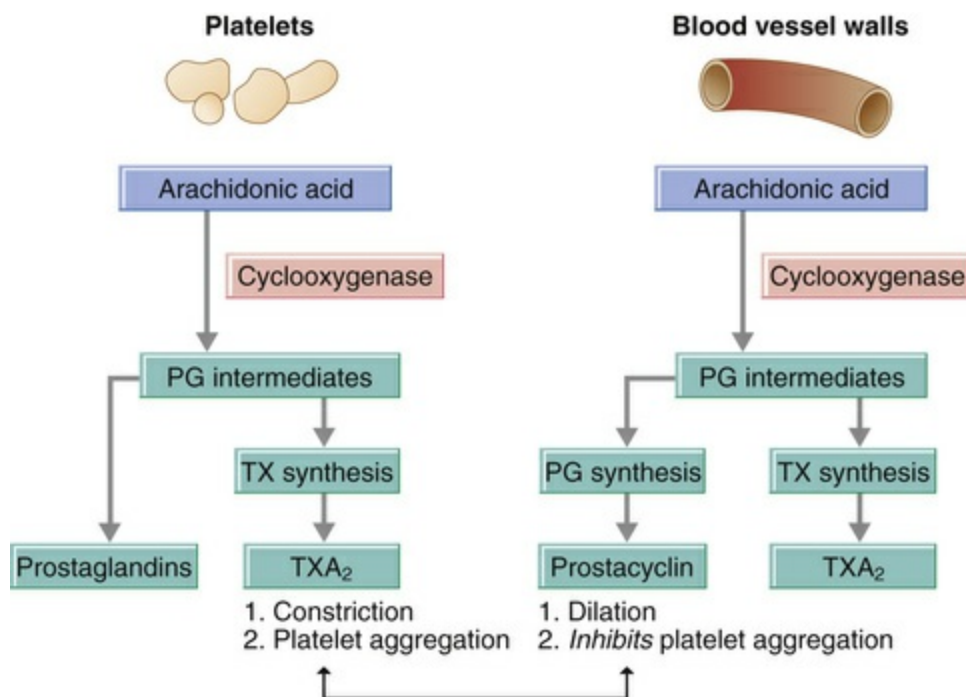 Platelets
Blood vessel walls
Arachidonic acid
Arachidonic acid
Cyclooxygenase
Cyclooxygenase
PG intermediates
PG intermediates
TX synthesis
PG synthesis
TX synthesis
Prostaglandins
TXA₂
Prostacyclin
TXA₂
1. Constriction
2. Platelet aggregation
1. Dilation
2. Inhibits platelet aggregation